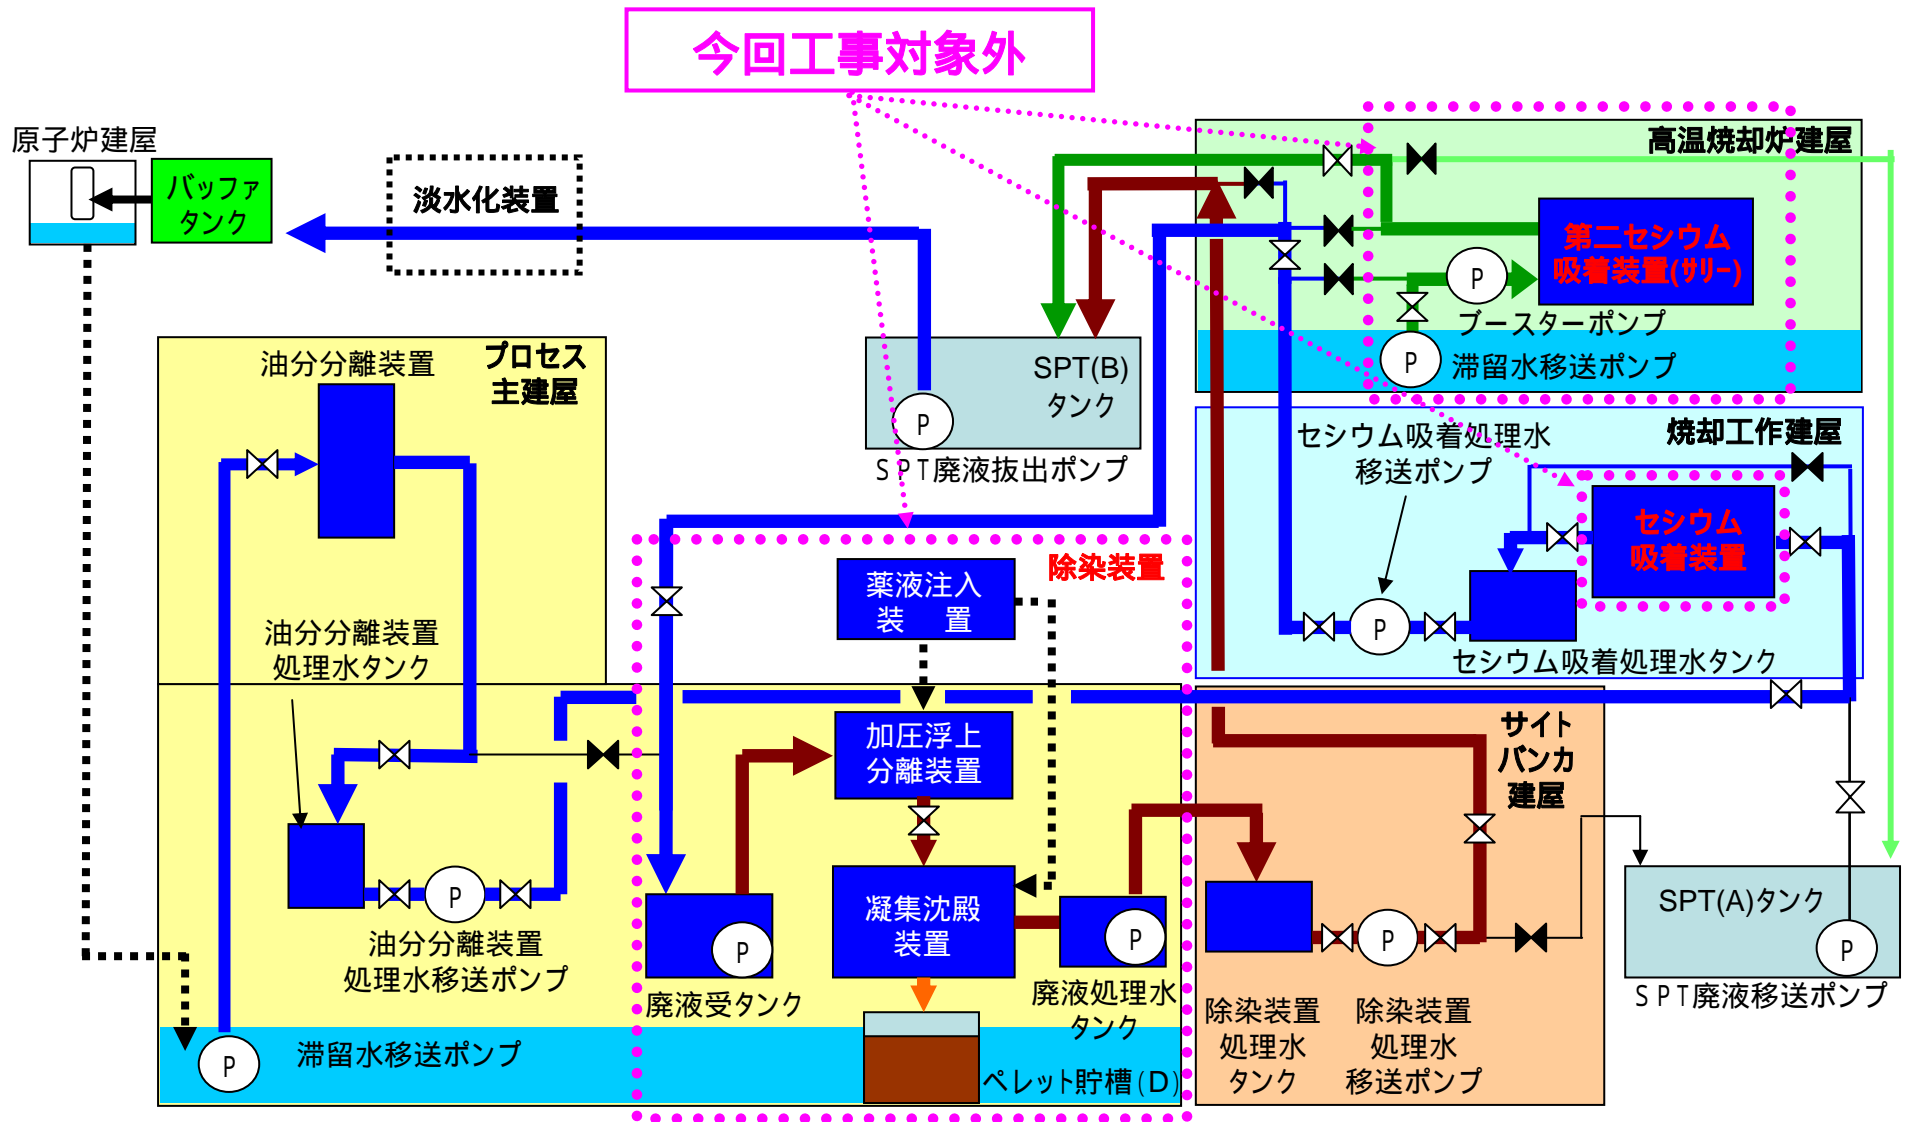 今回工事対象外
原子炉建屋
バッファ
タンク
淡水化装置
高温焼却炉建屋
第二セシウム
吸着装置(サリー)
P
ブースターポンプ
P
滞留水移送ポンプ
SPT(B)
タンク
P
SPT廃液抜出ポンプ
油分分離装置
プロセス
主建屋
セシウム吸着処理水
移送ポンプ
焼却工作建屋
セシウム
吸着装置
P
セシウム吸着処理水タンク
除染装置
薬液注入
装 置
油分分離装置
処理水タンク
加圧浮上
分離装置
サイト
バンカ
建屋
P
油分分離装置
処理水移送ポンプ
P
廃液受タンク
凝集沈殿
装置
P
廃液処理水
タンク
P
SPT(A)タンク
P
SPT廃液移送ポンプ
除染装置
処理水
タンク
除染装置
処理水
移送ポンプ
P
滞留水移送ポンプ
ペレット貯槽(D)